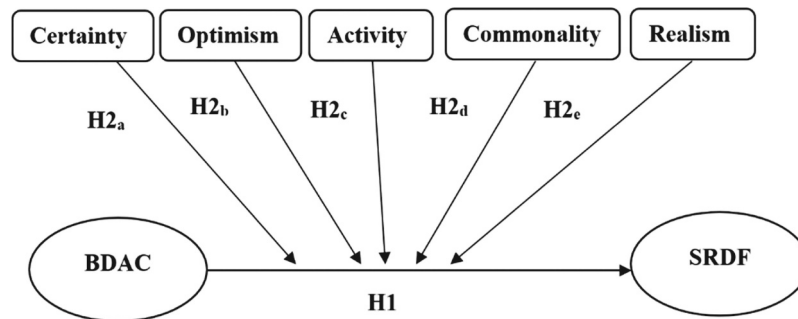 Certainty
Optimism
Activity
Commonality
Realism
H2a
H2b
H2c
H2d
H2e
BDAC
SRDF
H1